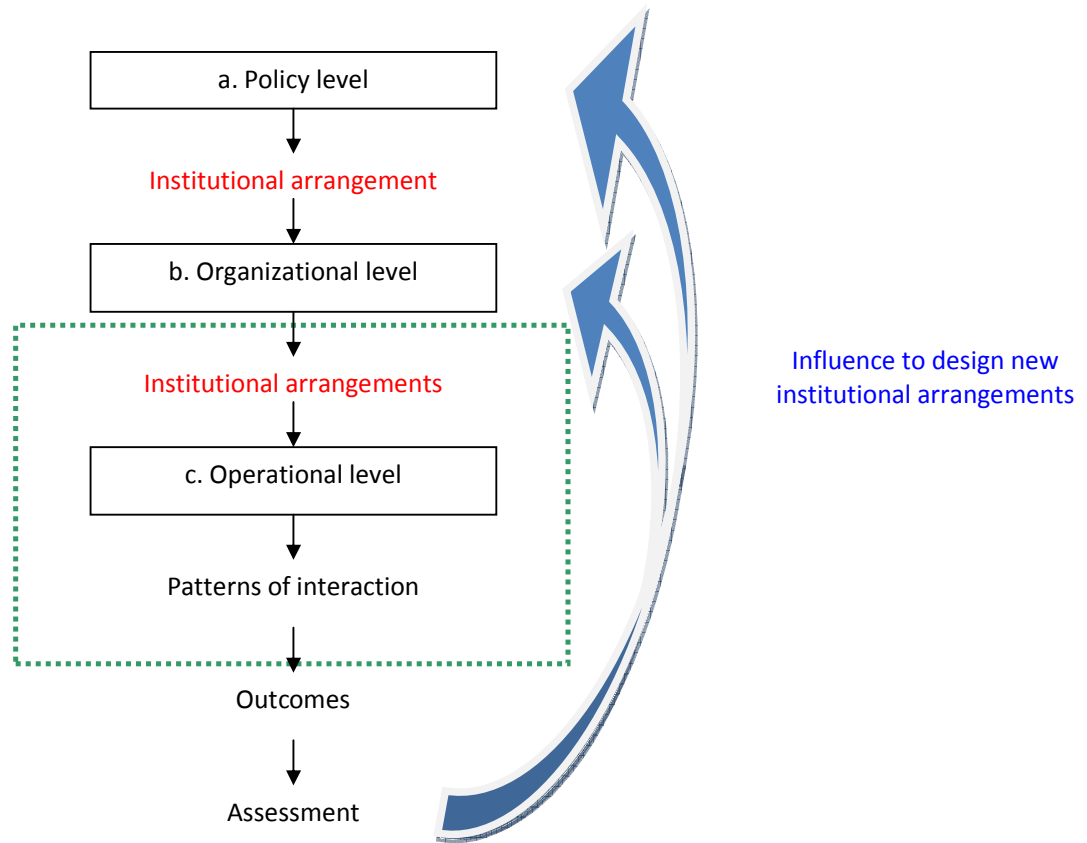 a. Policy level
Institutional arrangement
b. Organizational level
Institutional arrangements
c. Operational level
Patterns of interaction
Outcomes
Assessment
Influence to design new
institutional arrangements